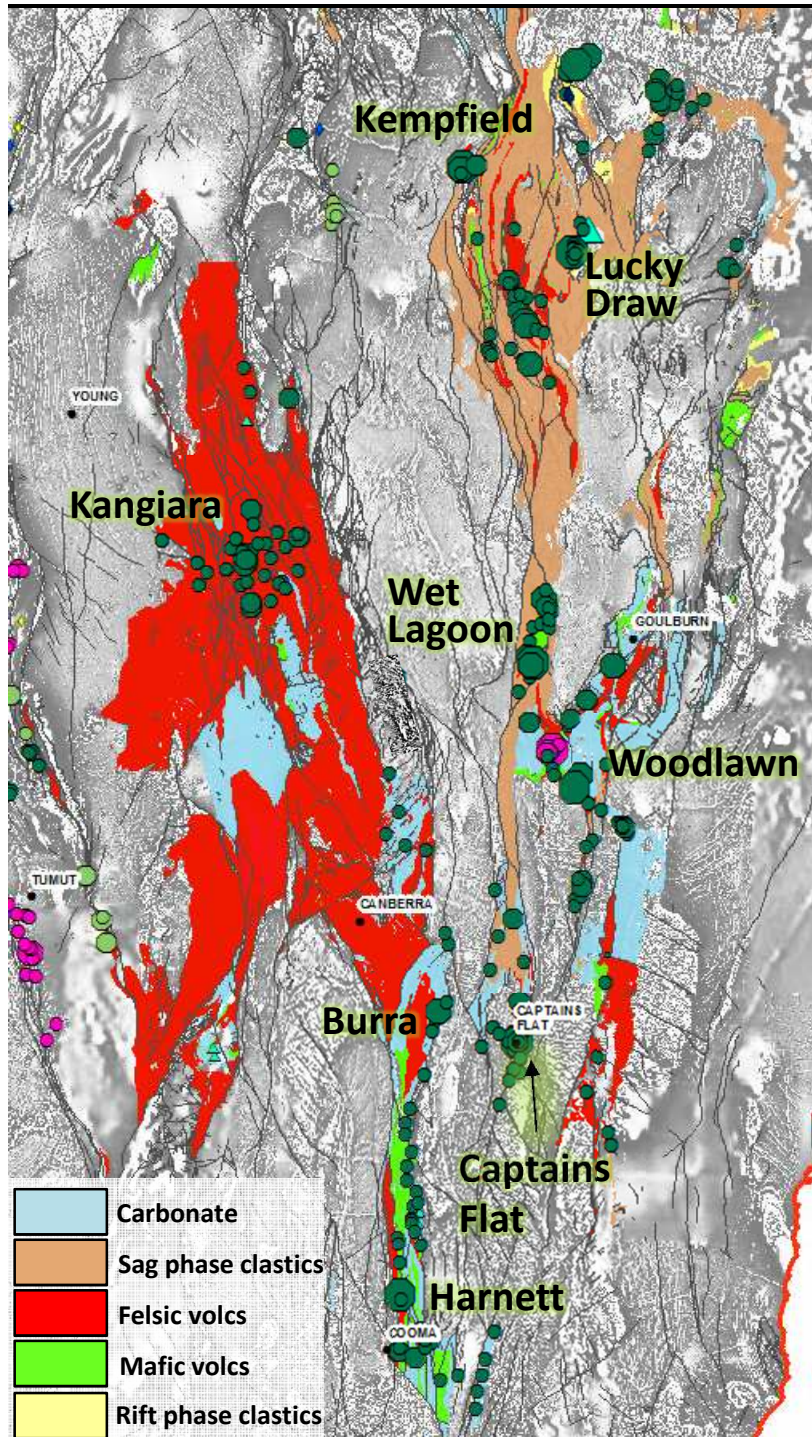 Kempfield
Lucky
Draw
YOUNG
Kangiara
Wet
Lagoon
GOULBURN
Woodlawn
TUMUT
CANBERRA
Burra
CAPTAINS
FLAT
Captains
Flat
Harnett
COOMA
Carbonate
Sag phase clastics
Felsic volcs
Mafic volcs
Rift phase clastics